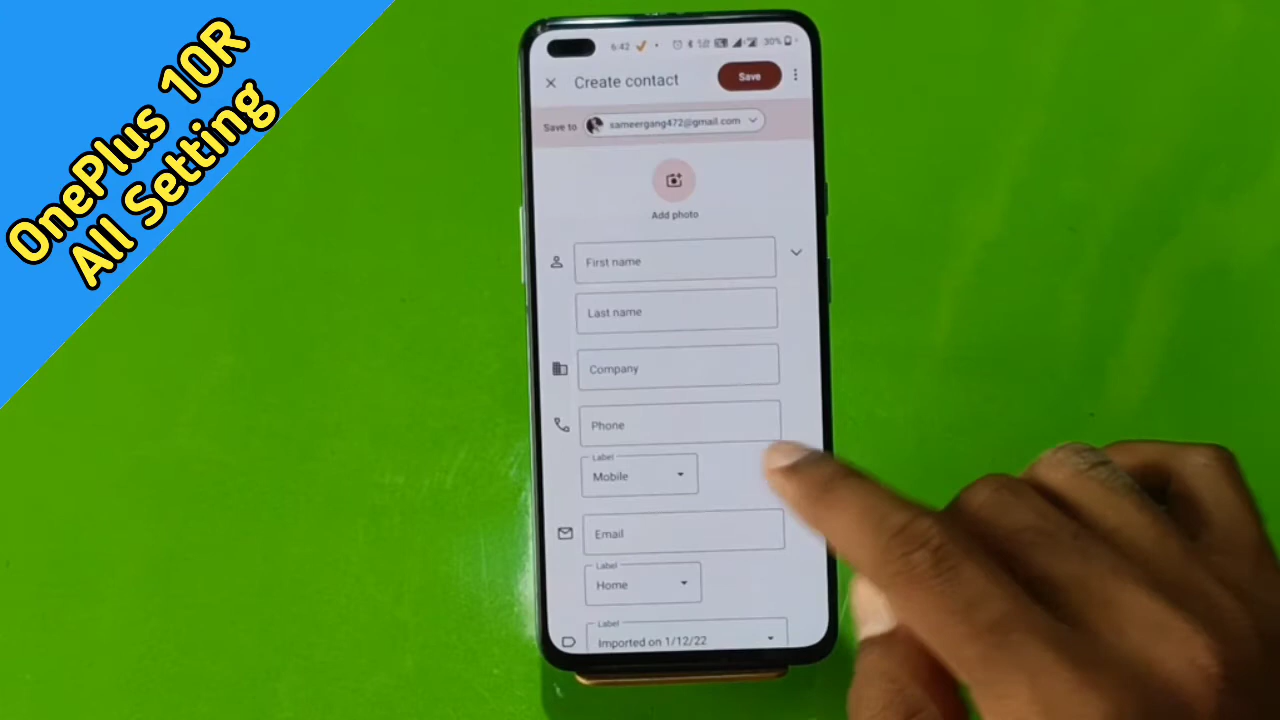 OnePlus 10R
All Setting
6:42
30%
Create contact
Save
Save to
sameergang472@gmail.com
Add photo
First name
Last name
Company
Phone
Label
Mobile
Email
Label
Home
Label
Imported on 1/12/22